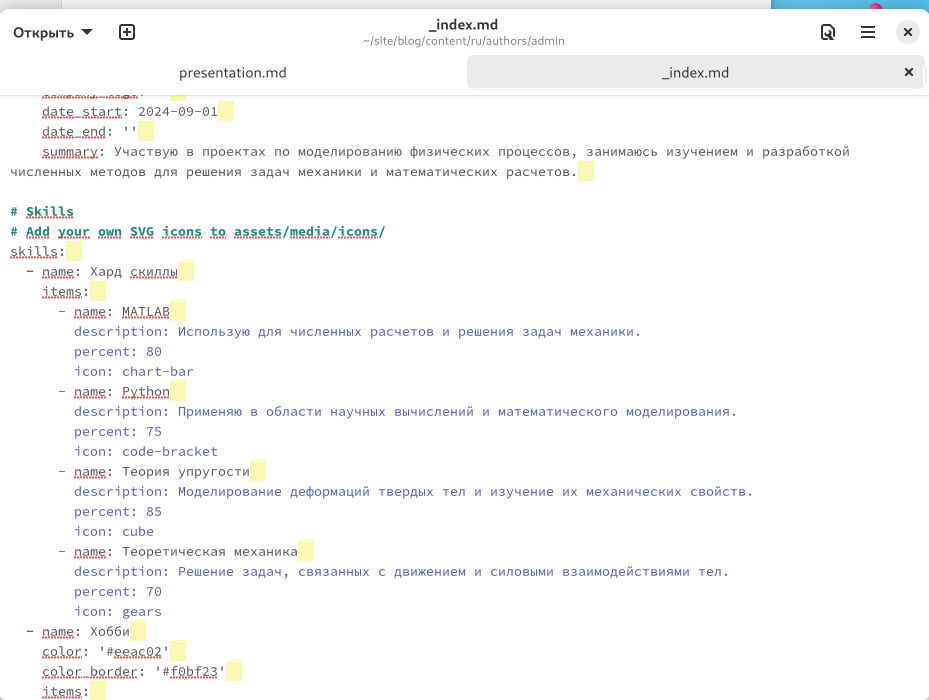 Открыть
_index.md
~/site/blog/content/ru/authors/admin
presentation.md
_index.md
date_start: 2024-09-01
date_end: ''
summary: Участвую в проектах по моделированию физических процессов, занимаюсь изучением и разработкой
численных методов для решения задач механики и математических расчетов.
# Skills
# Add your own SVG icons to assets/media/icons/
skills:
- name: Хард скиллы
items:
- name: MATLAB
description: Использую для численных расчетов и решения задач механики.
percent: 80
icon: chart-bar
- name: Python
description: Применяю в области научных вычислений и математического моделирования.
percent: 75
icon: code-bracket
- name: Теория упругости
description: Моделирование деформаций твердых тел и изучение их механических свойств.
percent: 85
icon: cube
- name: Теоретическая механика
description: Решение задач, связанных с движением и силовыми взаимодействиями тел.
percent: 70
icon: gears
- name: Хобби
color: '#eeac02'
color_border: '#f0bf23'
items: